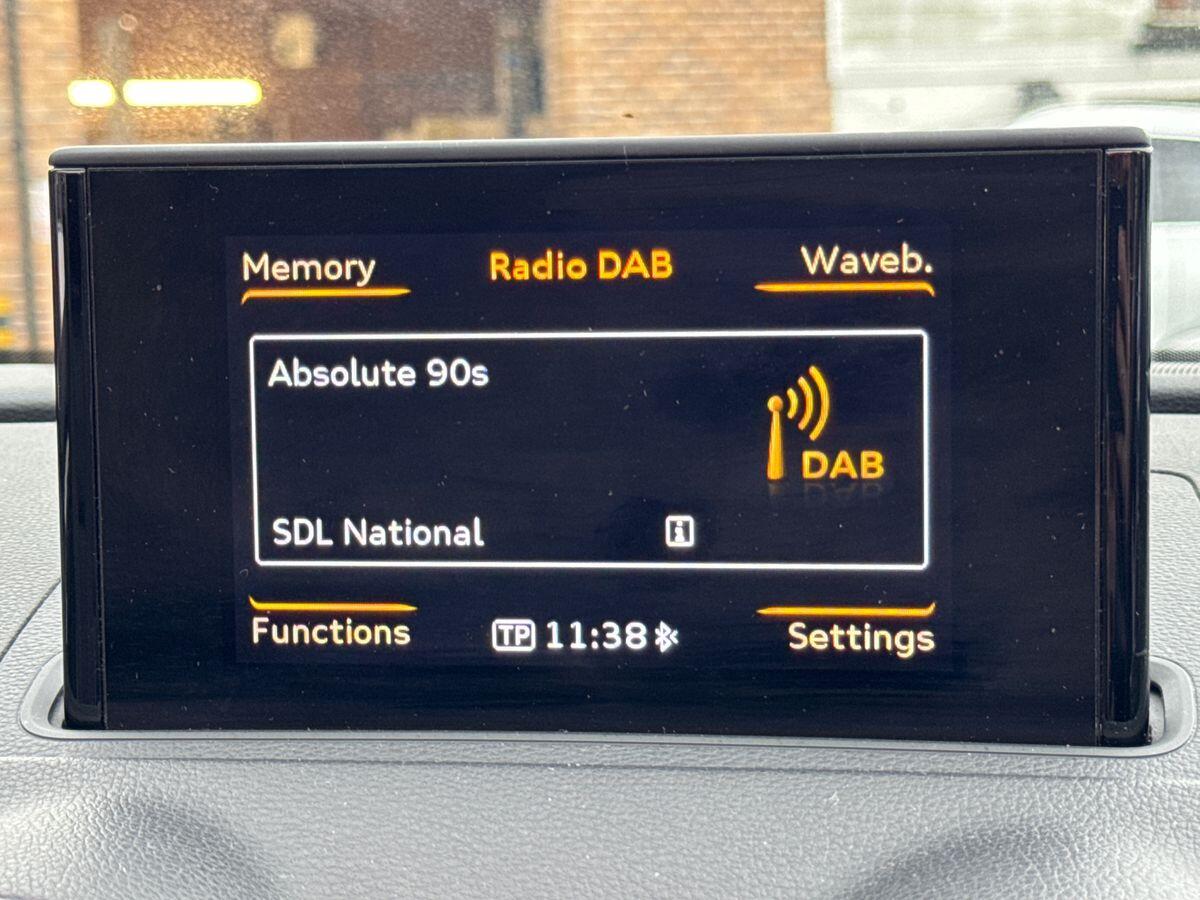 Memory
Radio DAB
Waveb.
Absolute 90s
DAB
SDL National
i
Functions
TP 11:38
Settings